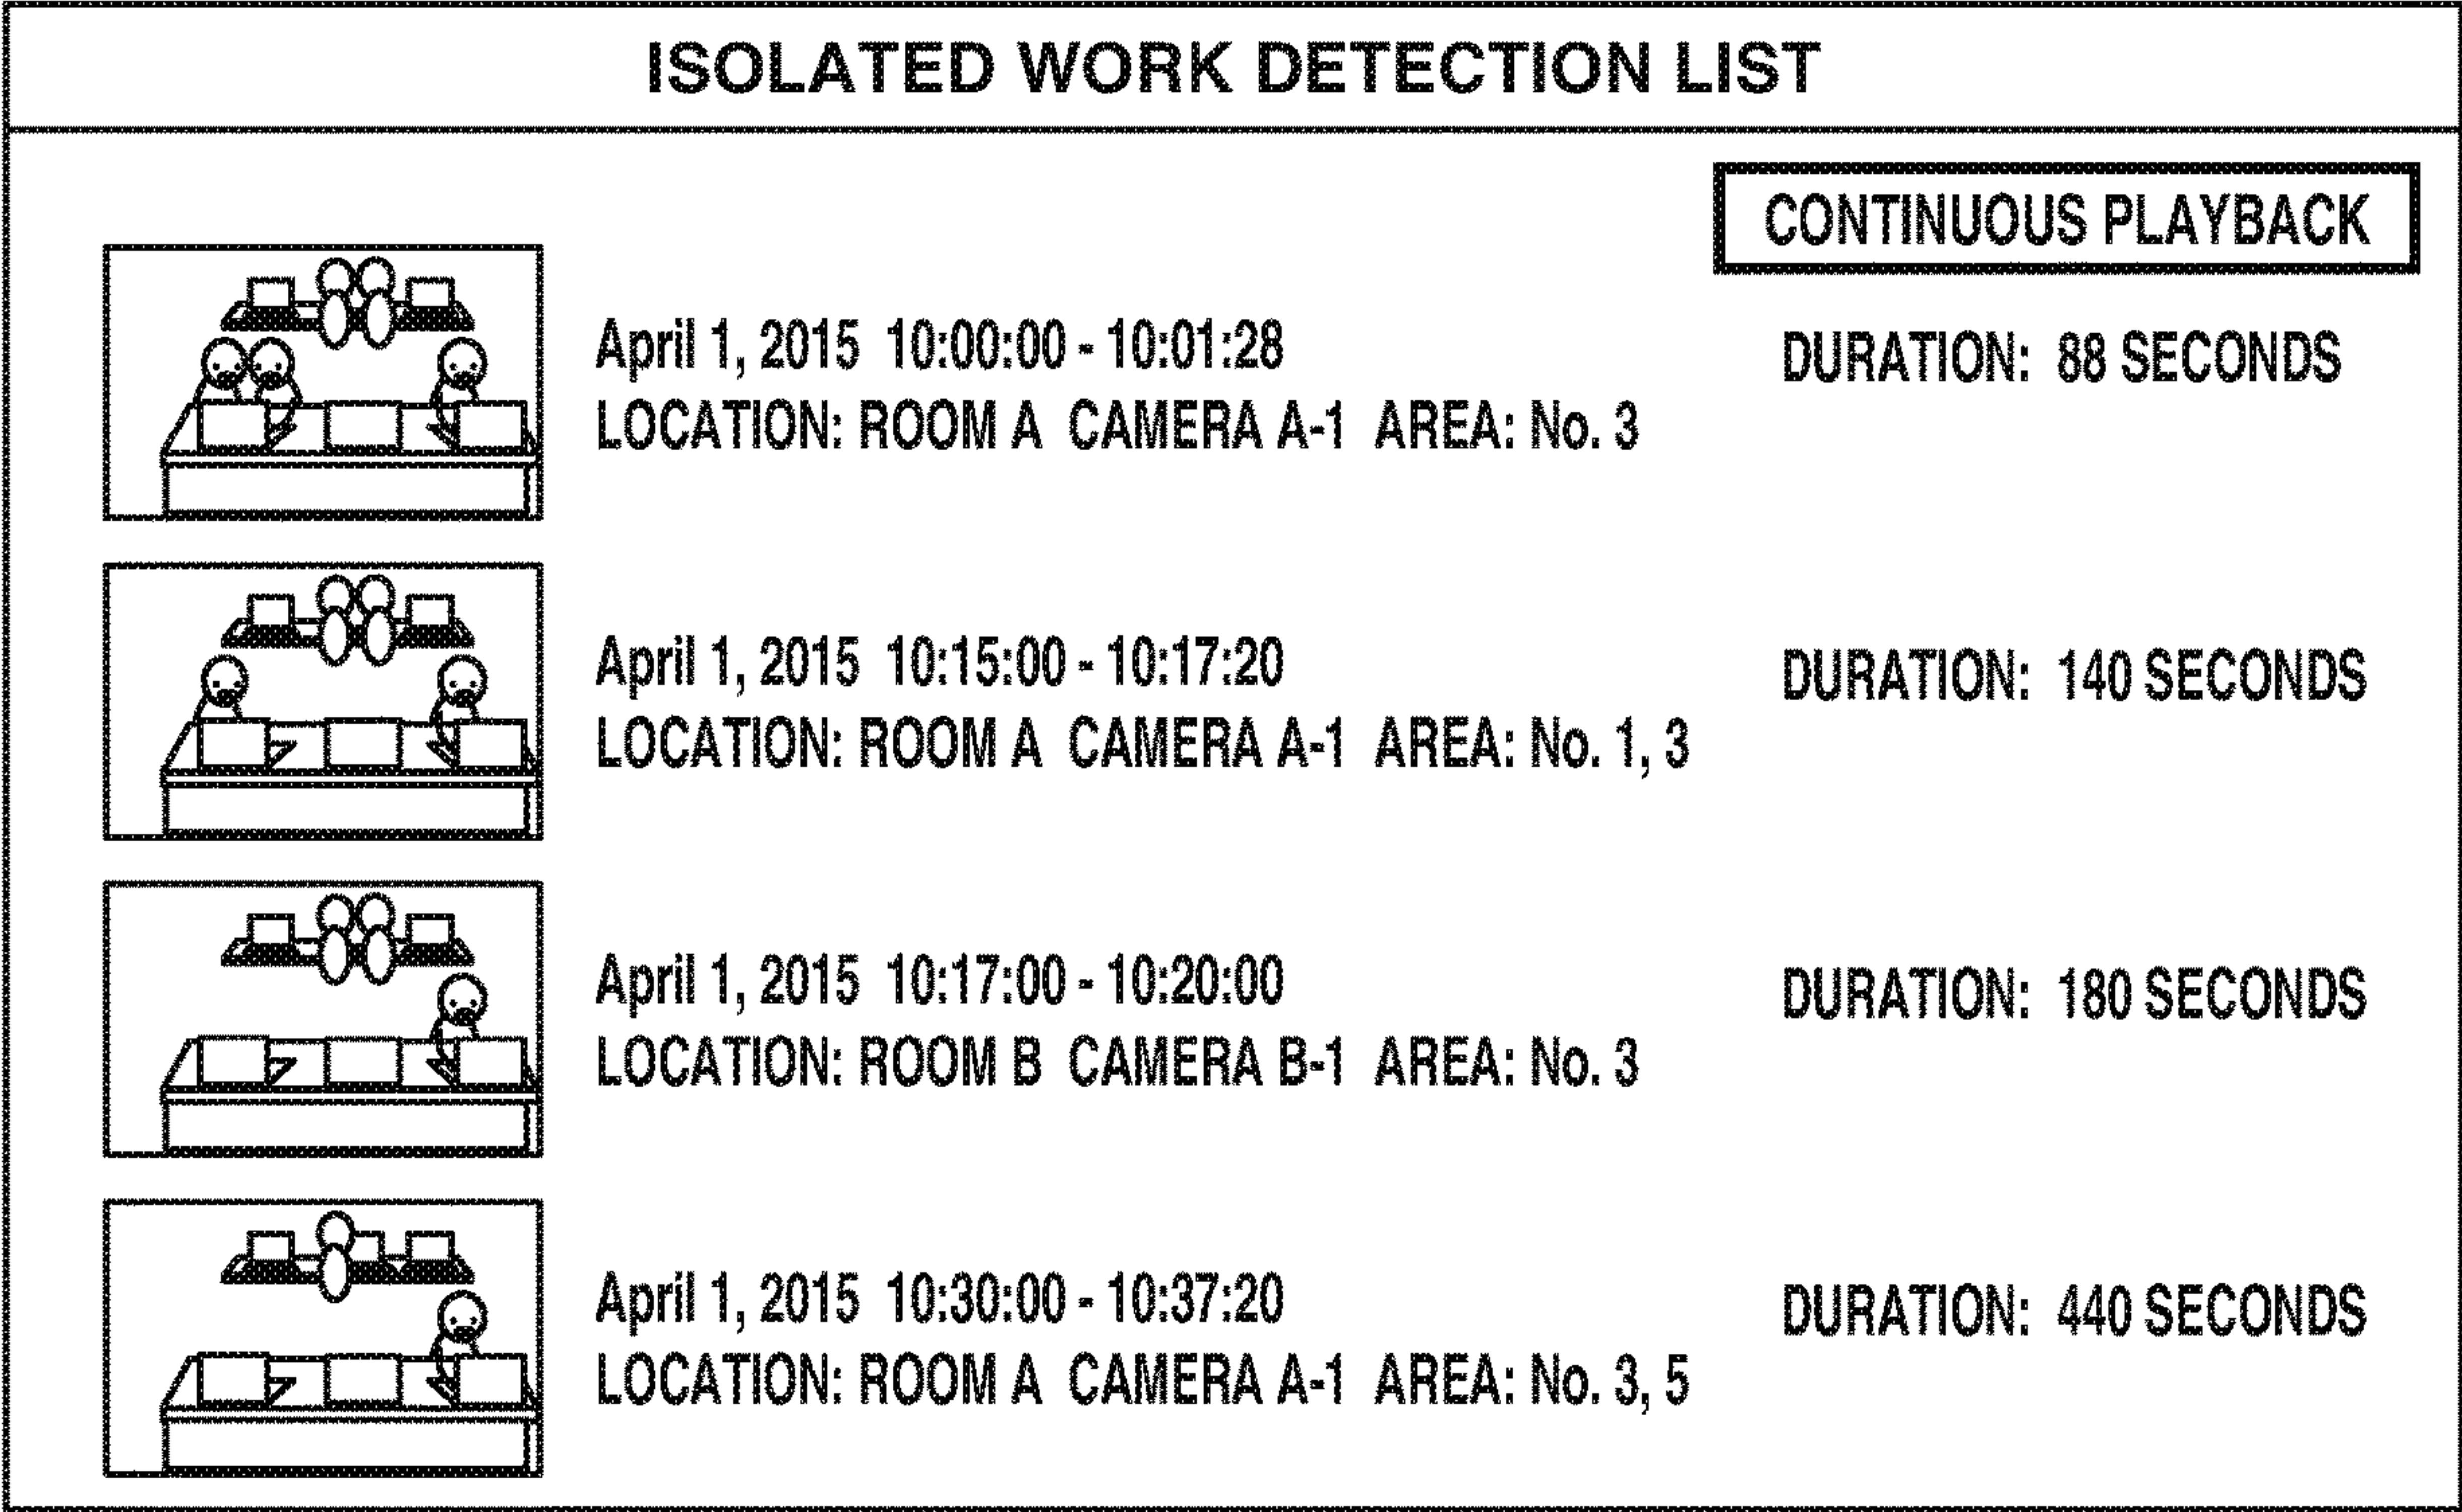 ISOLATED WORK DETECTION LIST
CONTINUOUS PLAYBACK
April 1, 2015 10:00:00 - 10:01:28
DURATION: 88 SECONDS
LOCATION: ROOM A CAMERA A-1 AREA: No. 3
April 1, 2015 10:15:00 - 10:17:20
DURATION: 140 SECONDS
LOCATION: ROOM A CAMERA A-1 AREA: No. 1, 3
April 1, 2015 10:17:00 - 10:20:00
DURATION: 180 SECONDS
LOCATION: ROOM B CAMERA B-1 AREA: No. 3
April 1, 2015 10:30:00 - 10:37:20
DURATION: 440 SECONDS
LOCATION: ROOM A CAMERA A-1 AREA: No. 3, 5